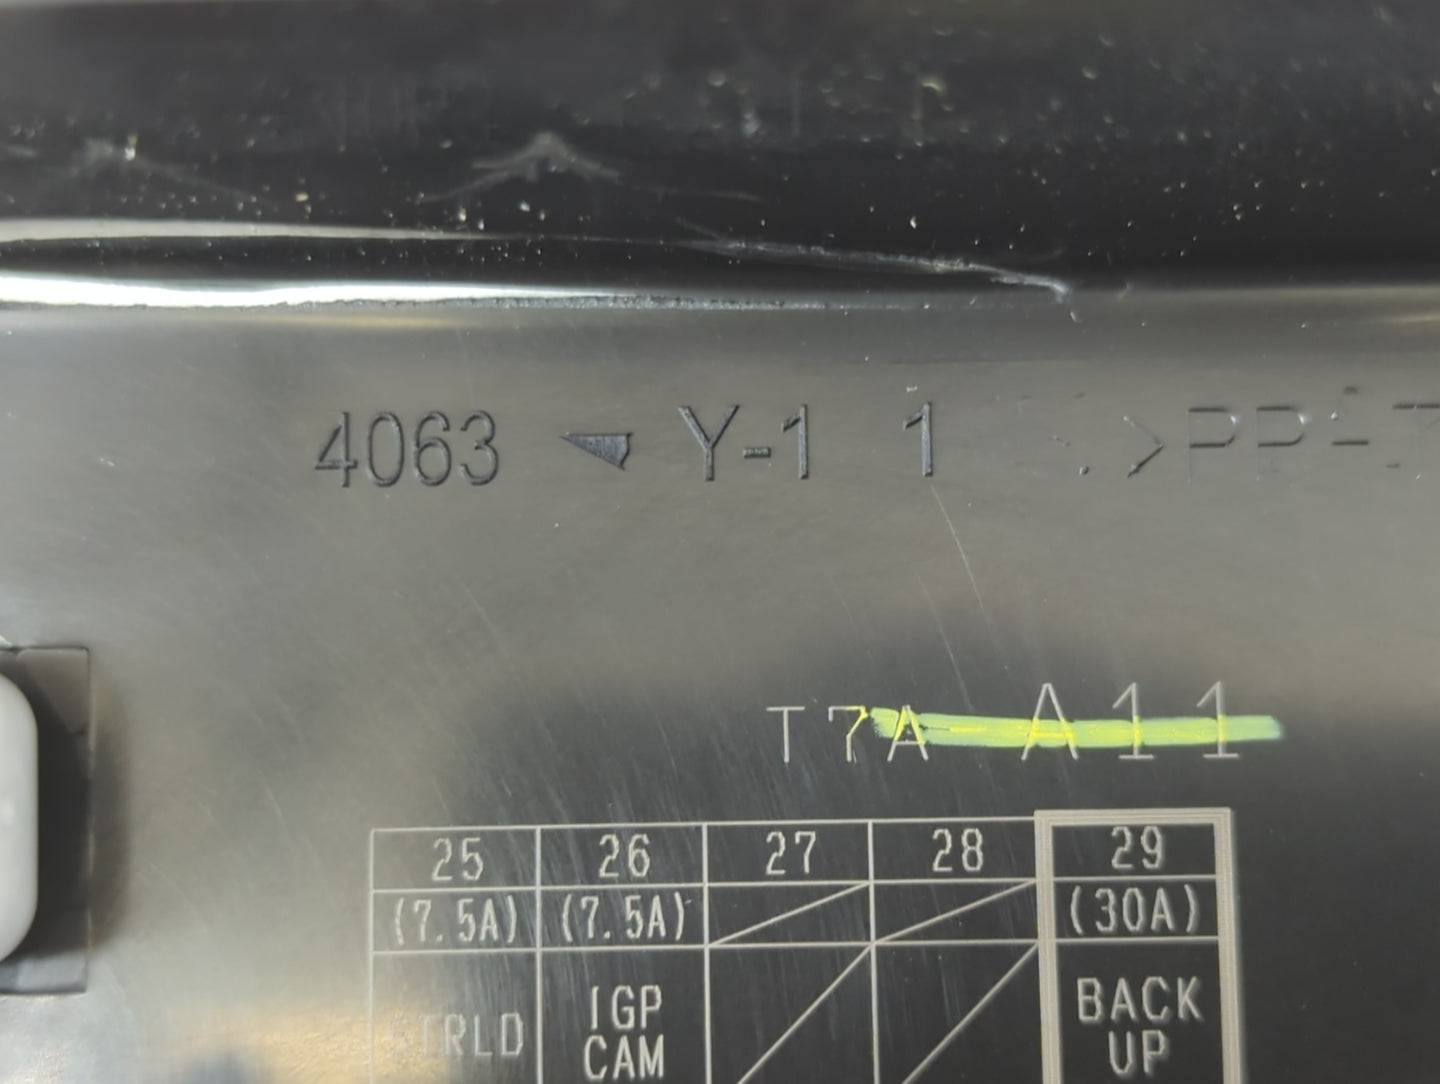 4063 Y-1 1 >PP-T
T7A A11
25 26 27 28 29
(7.5A) (7.5A) (30A)
STRLD IGP CAM BACK UP